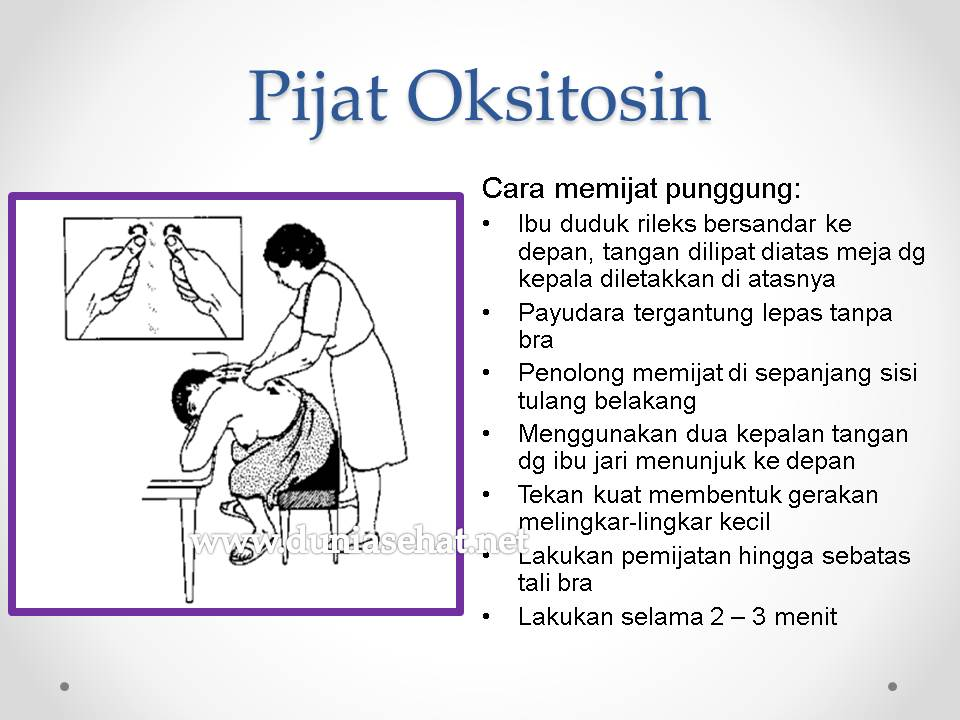 Pijat Oksitosin
Cara memijat punggung:
• Ibu duduk rileks bersandar ke
depan, tangan dilipat diatas meja dg
kepala diletakkan di atasnya
• Payudara tergantung lepas tanpa
bra
• Penolong memijat di sepanjang sisi
tulang belakang
• Menggunakan dua kepalan tangan
dg ibu jari menunjuk ke depan
• Tekan kuat membentuk gerakan
melingkar-lingkar kecil
• Lakukan pemijatan hingga sebatas
tali bra
• Lakukan selama 2 – 3 menit
www.duniasehat.net